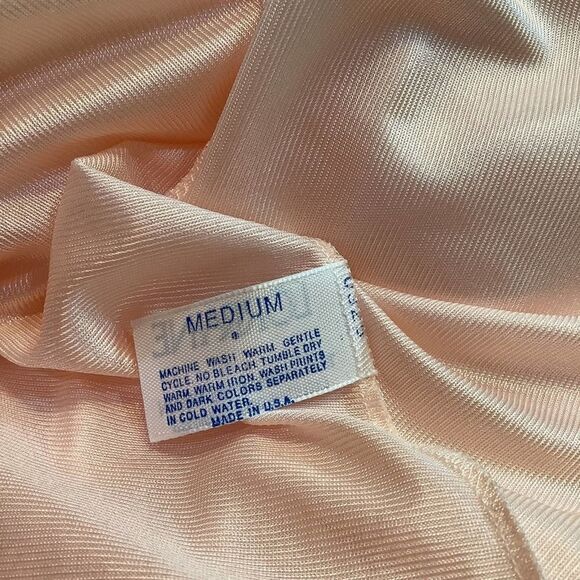 MEDIUM
®
MACHINE WASH WARM, GENTLE
CYCLE. NO BLEACH. TUMBLE DRY
WARM. WARM IRON. WASH PRINTS
AND DARK COLORS SEPARATELY
IN COLD WATER.
MADE IN U.S.A.